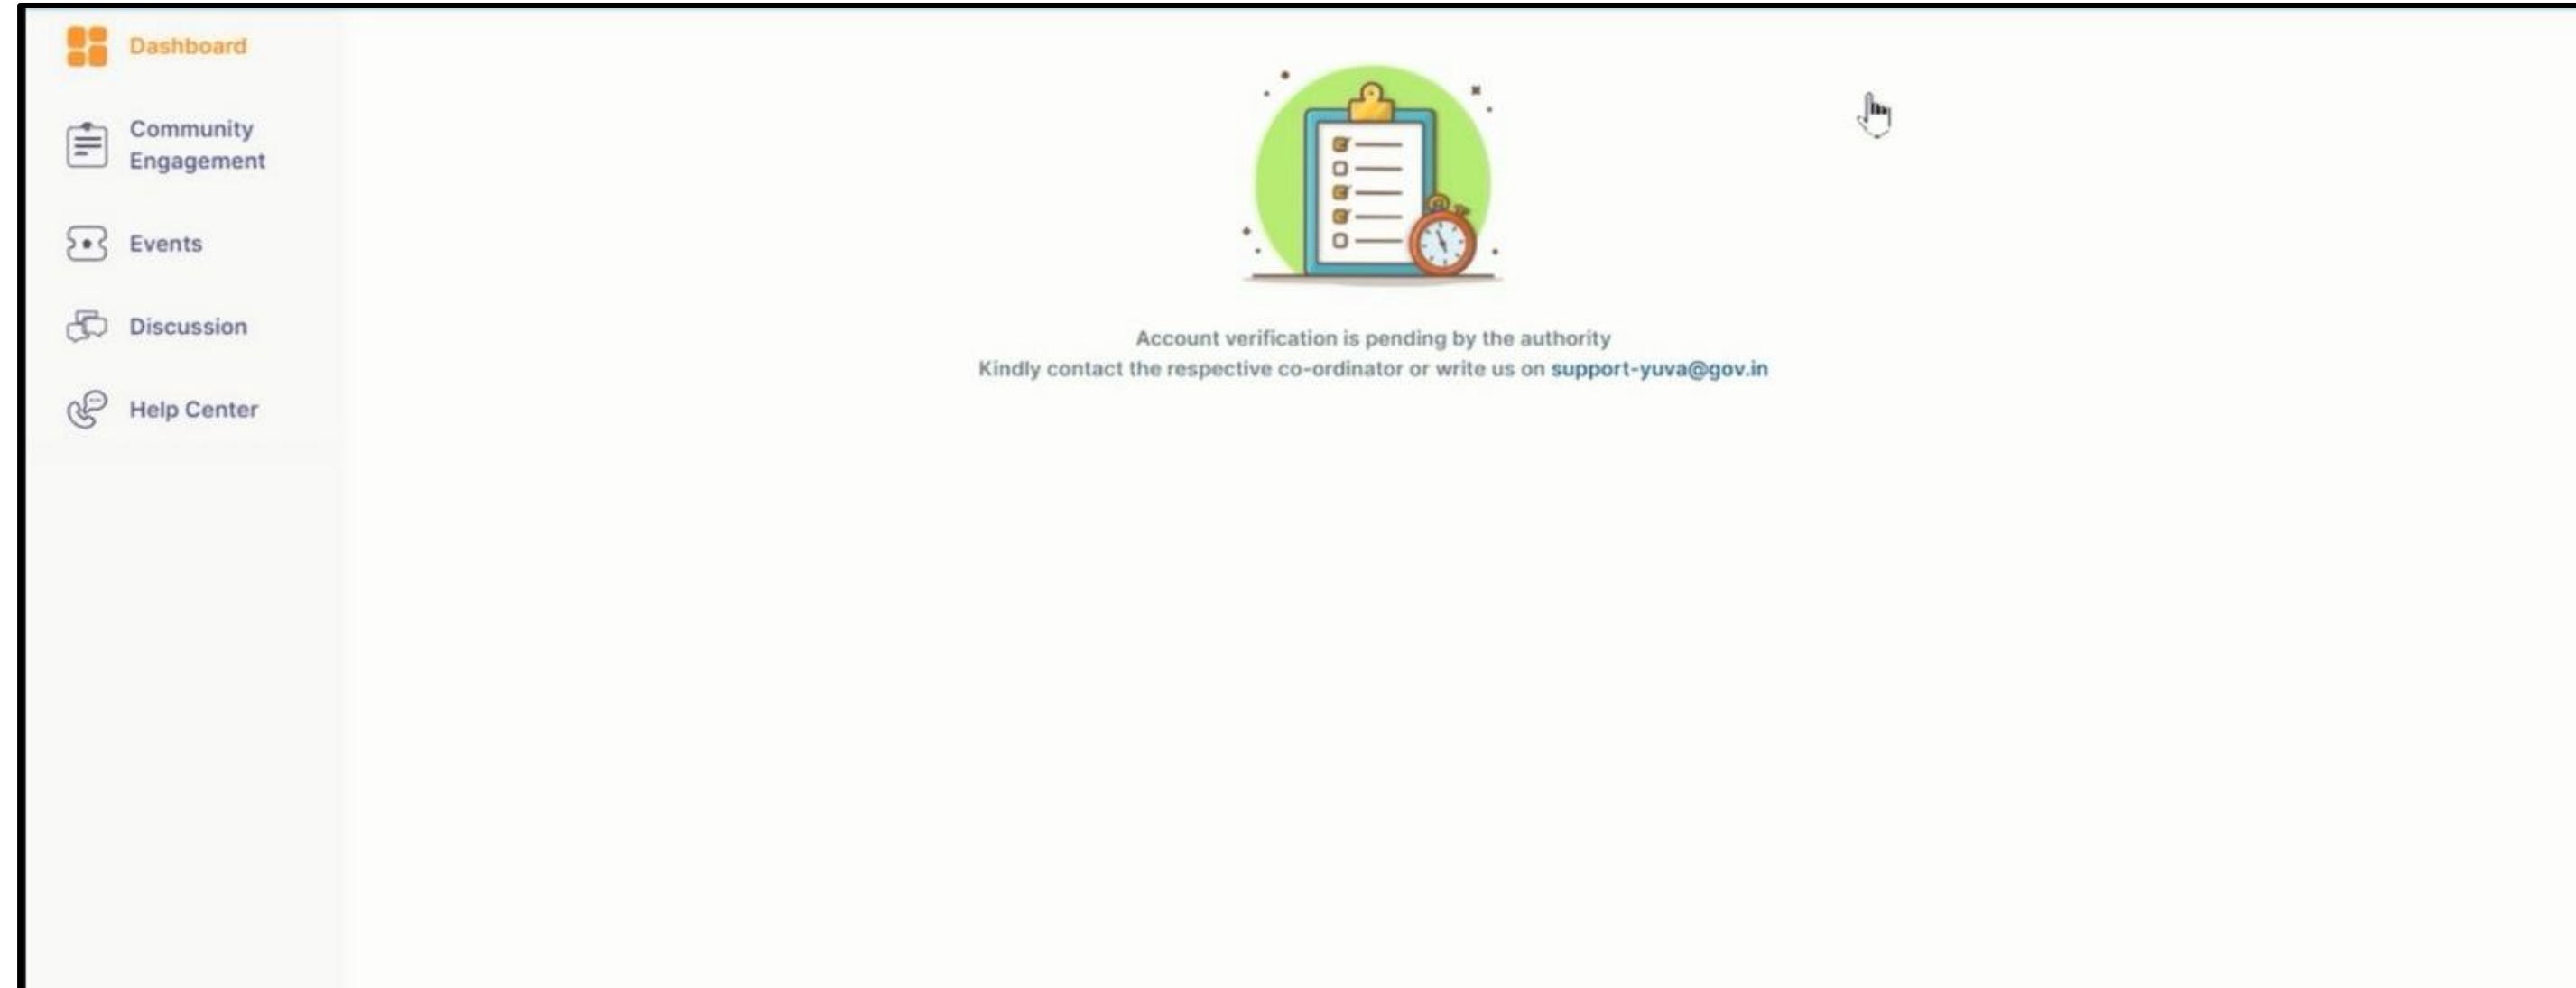 Dashboard
Community
Engagement
Events
Discussion
Help Center
Account verification is pending by the authority
Kindly contact the respective co-ordinator or write us on support-yuva@gov.in